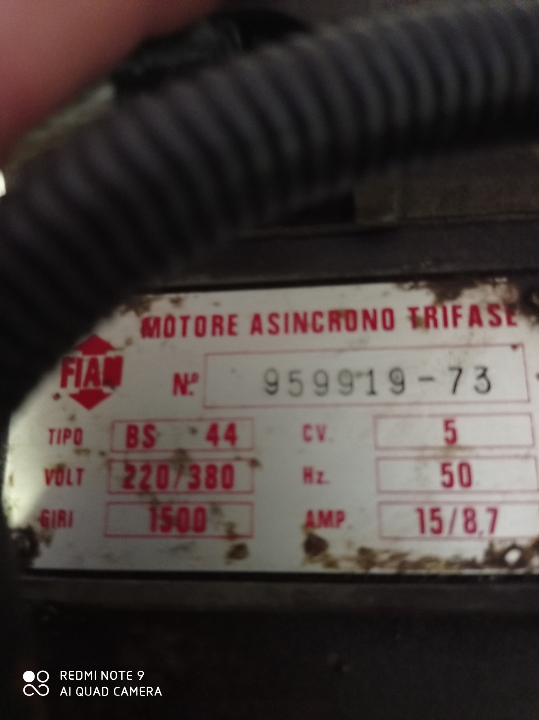 MOTORE ASINCRONO TRIFASE
FIAM
N.º 959919-73
TIPO BS 44 CV. 5
VOLT 220/380 Hz. 50
GIRI 1500 AMP. 15/8,7
REDMI NOTE 9
AI QUAD CAMERA